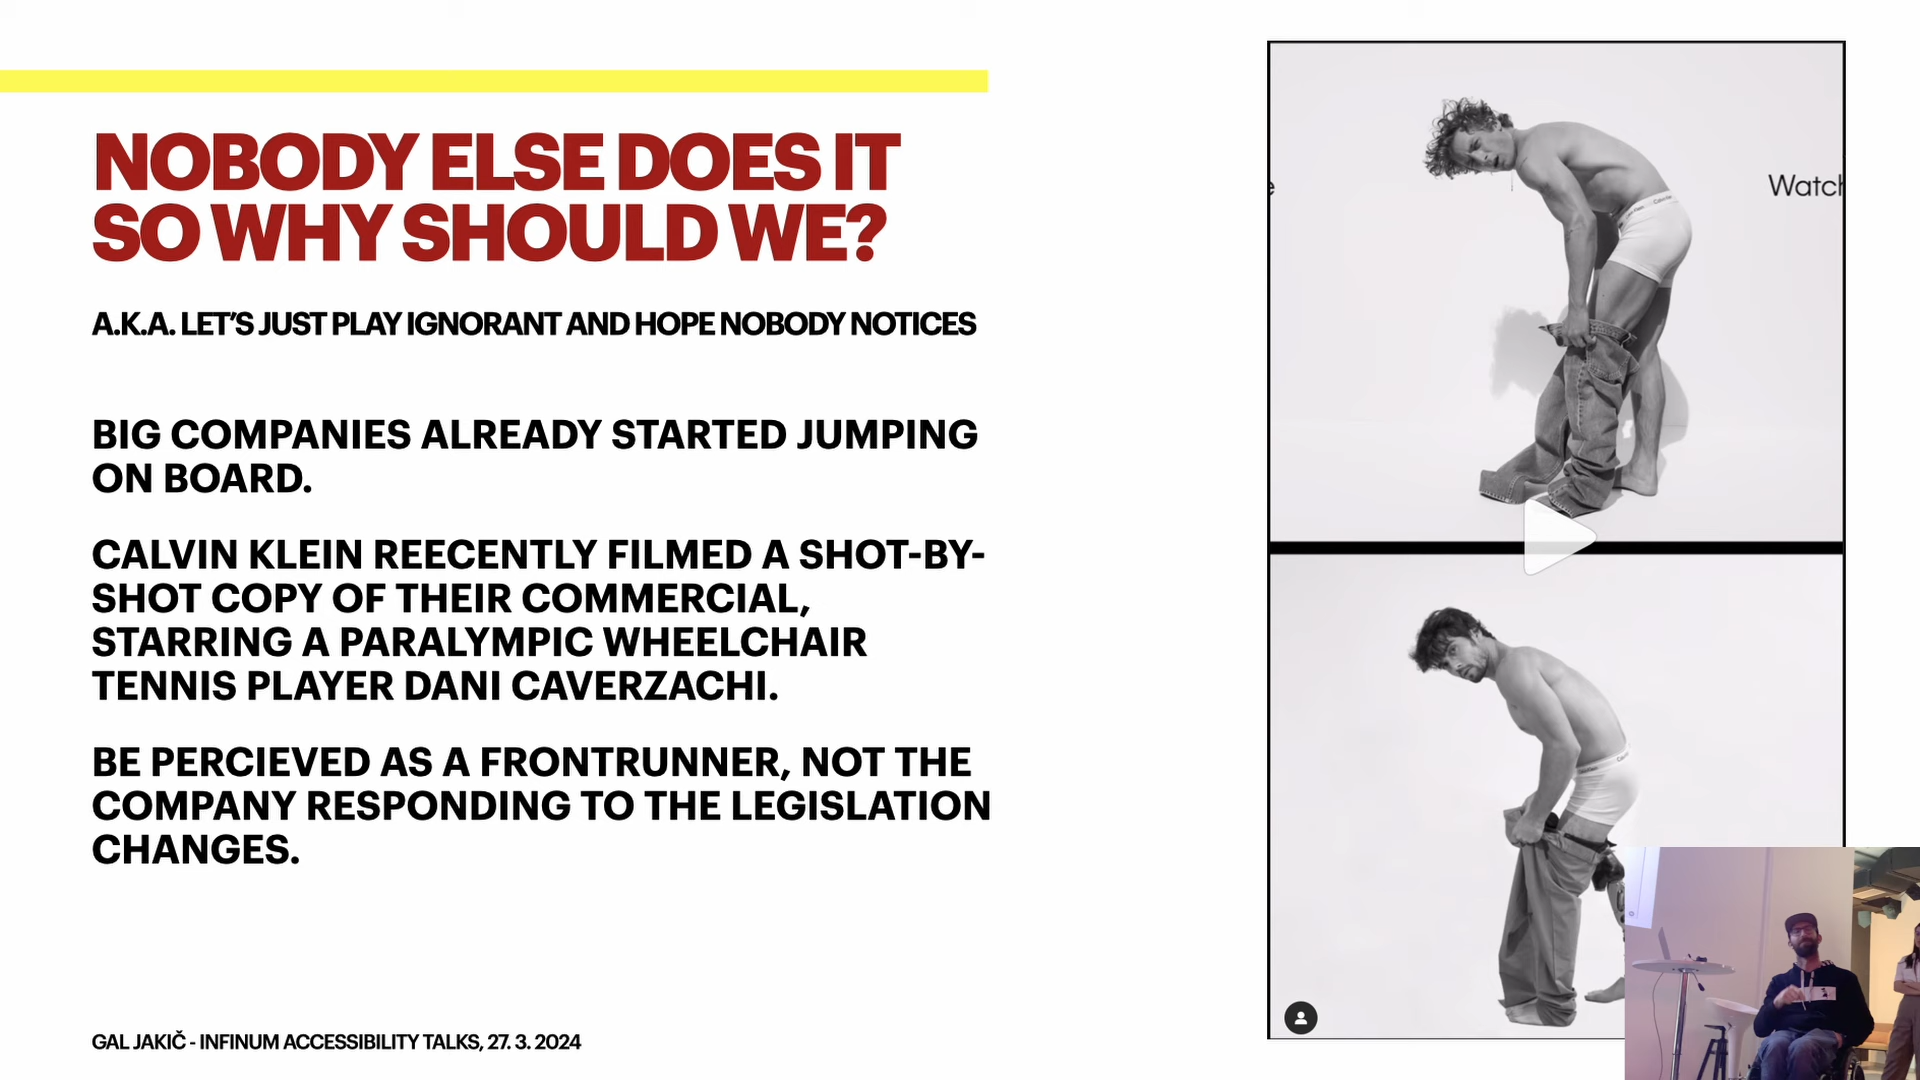 NOBODY ELSE DOES IT
SO WHY SHOULD WE?
A.K.A. LET'S JUST PLAY IGNORANT AND HOPE NOBODY NOTICES
BIG COMPANIES ALREADY STARTED JUMPING
ON BOARD.
CALVIN KLEIN REECENTLY FILMED A SHOT-BY-
SHOT COPY OF THEIR COMMERCIAL,
STARRING A PARALYMPIC WHEELCHAIR
TENNIS PLAYER DANI CAVERZACHI.
BE PERCIEVED AS A FRONTRUNNER, NOT THE
COMPANY RESPONDING TO THE LEGISLATION
CHANGES.
GAL JAKIČ - INFINUM ACCESSIBILITY TALKS, 27. 3. 2024
e
Watch